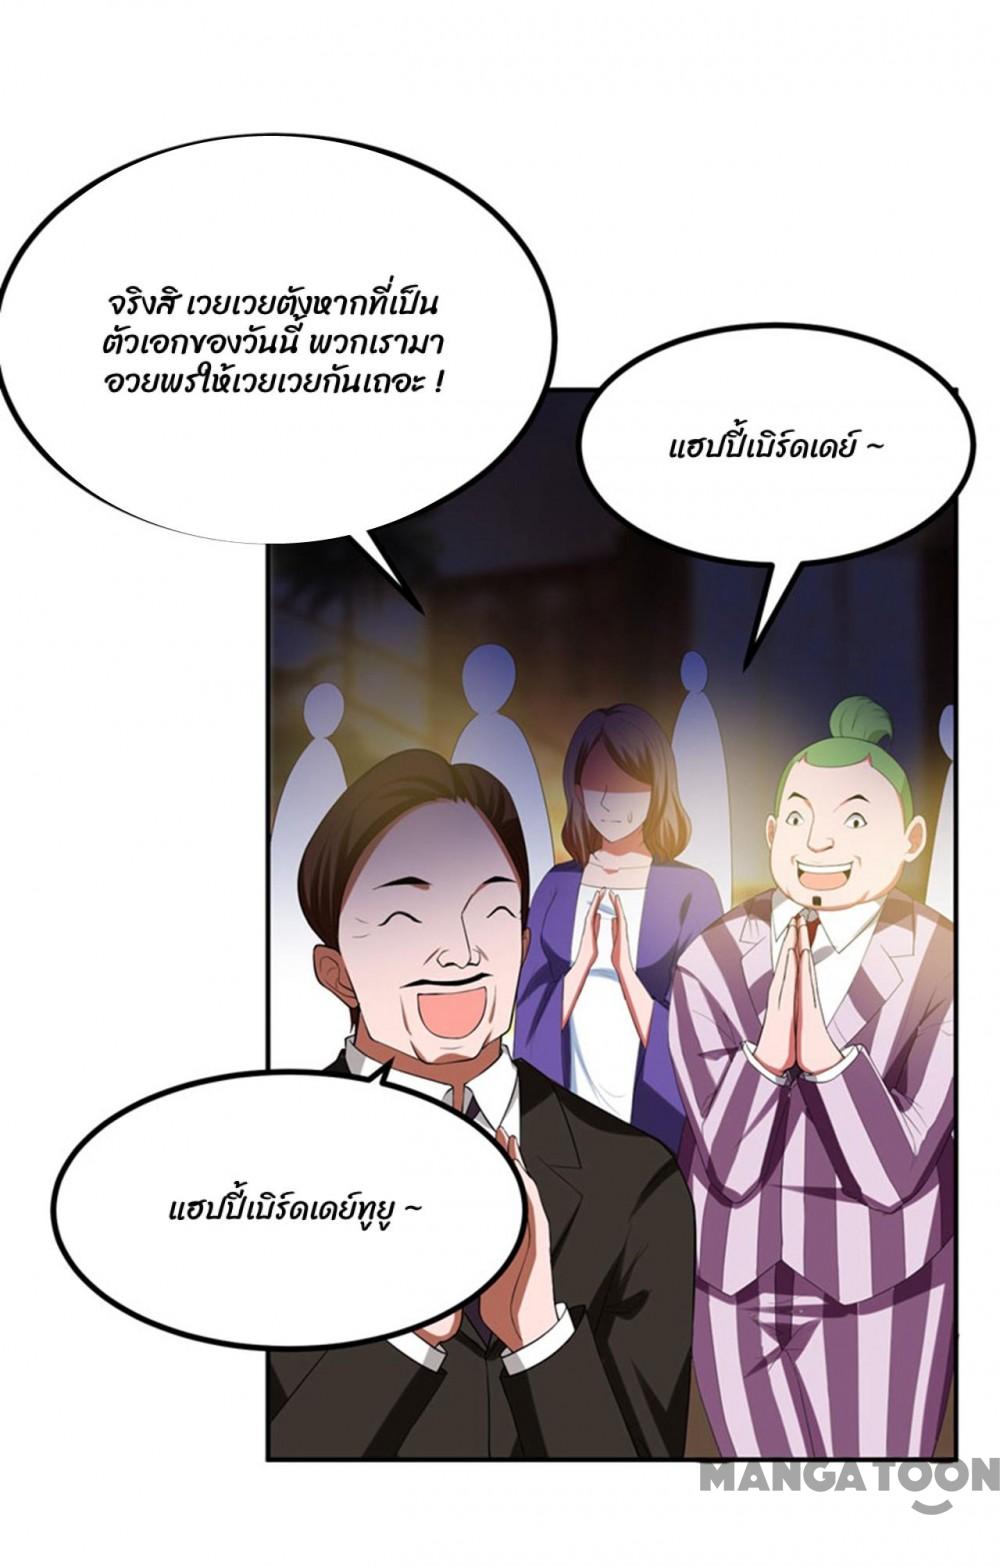 จริงสิ เวยเวยตังหากที่เป็น
ตัวเอกของวันนี้ พวกเรามา
อวยพรให้เวยเวยกันเถอะ !
แฮปปี้เบิร์ดเดย์ ~
แฮปปี้เบิร์ดเดย์ทูยู ~
MANGATOON